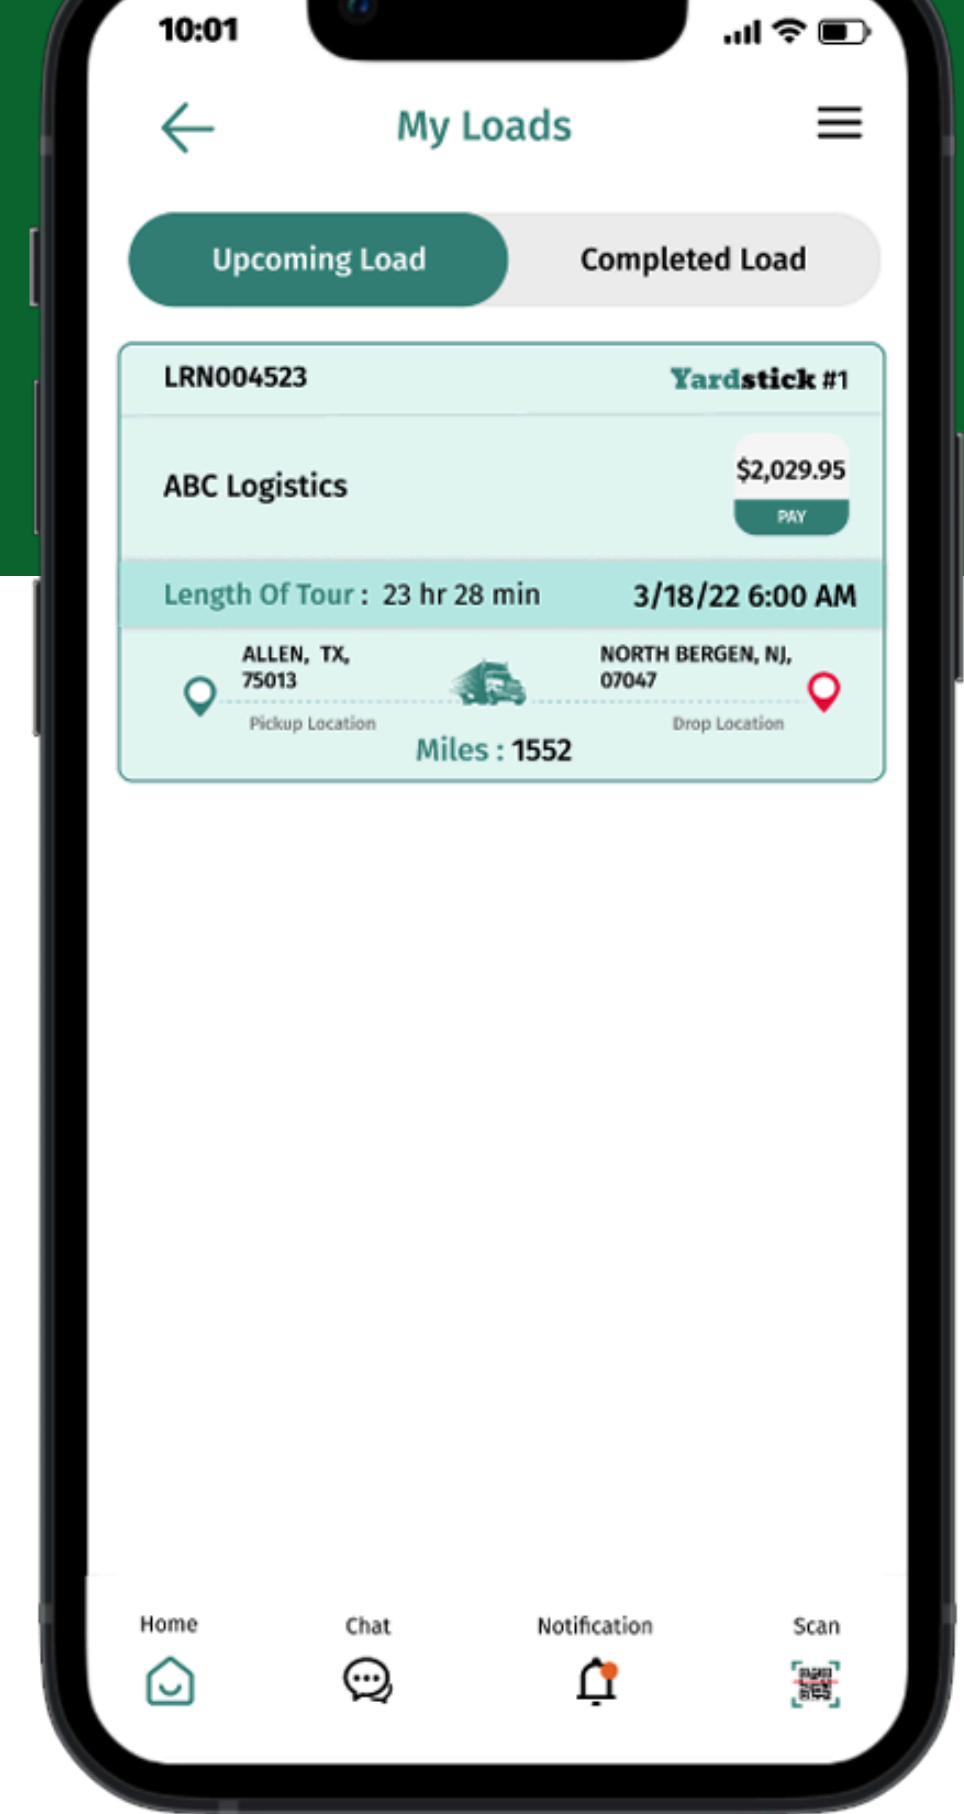 10:01
My Loads
Upcoming Load
Completed Load
LRN004523
Yardstick #1
ABC Logistics
$2,029.95
PAY
Length Of Tour : 23 hr 28 min
3/18/22 6:00 AM
ALLEN, TX,
75013
Pickup Location
NORTH BERGEN, NJ,
07047
Drop Location
Miles : 1552
Home
Chat
Notification
Scan